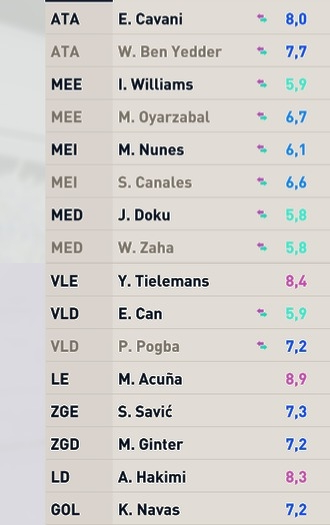 ATA E. Cavani 8,0
ATA W. Ben Yedder 7,7
MEE I. Williams 5,9
MEE M. Oyarzabal 6,7
MEI M. Nunes 6,1
MEI S. Canales 6,6
MED J. Doku 5,8
MED W. Zaha 5,8
VLE Y. Tielemans 8,4
VLD E. Can 5,9
VLD P. Pogba 7,2
LE M. Acuña 8,9
ZGE S. Savić 7,3
ZGD M. Ginter 7,2
LD A. Hakimi 8,3
GOL K. Navas 7,2